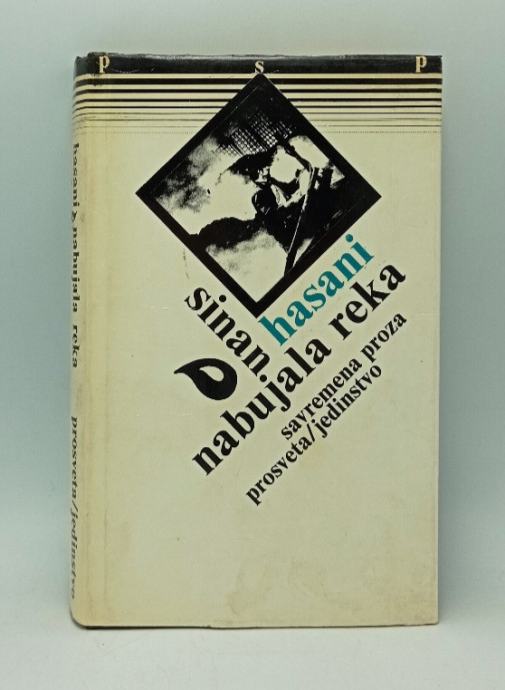 p s p
sinan
hasani
nabujala reka
savremena proza
prosveta/jedinstvo
hasani nabujala reka prosveta/jedinstvo